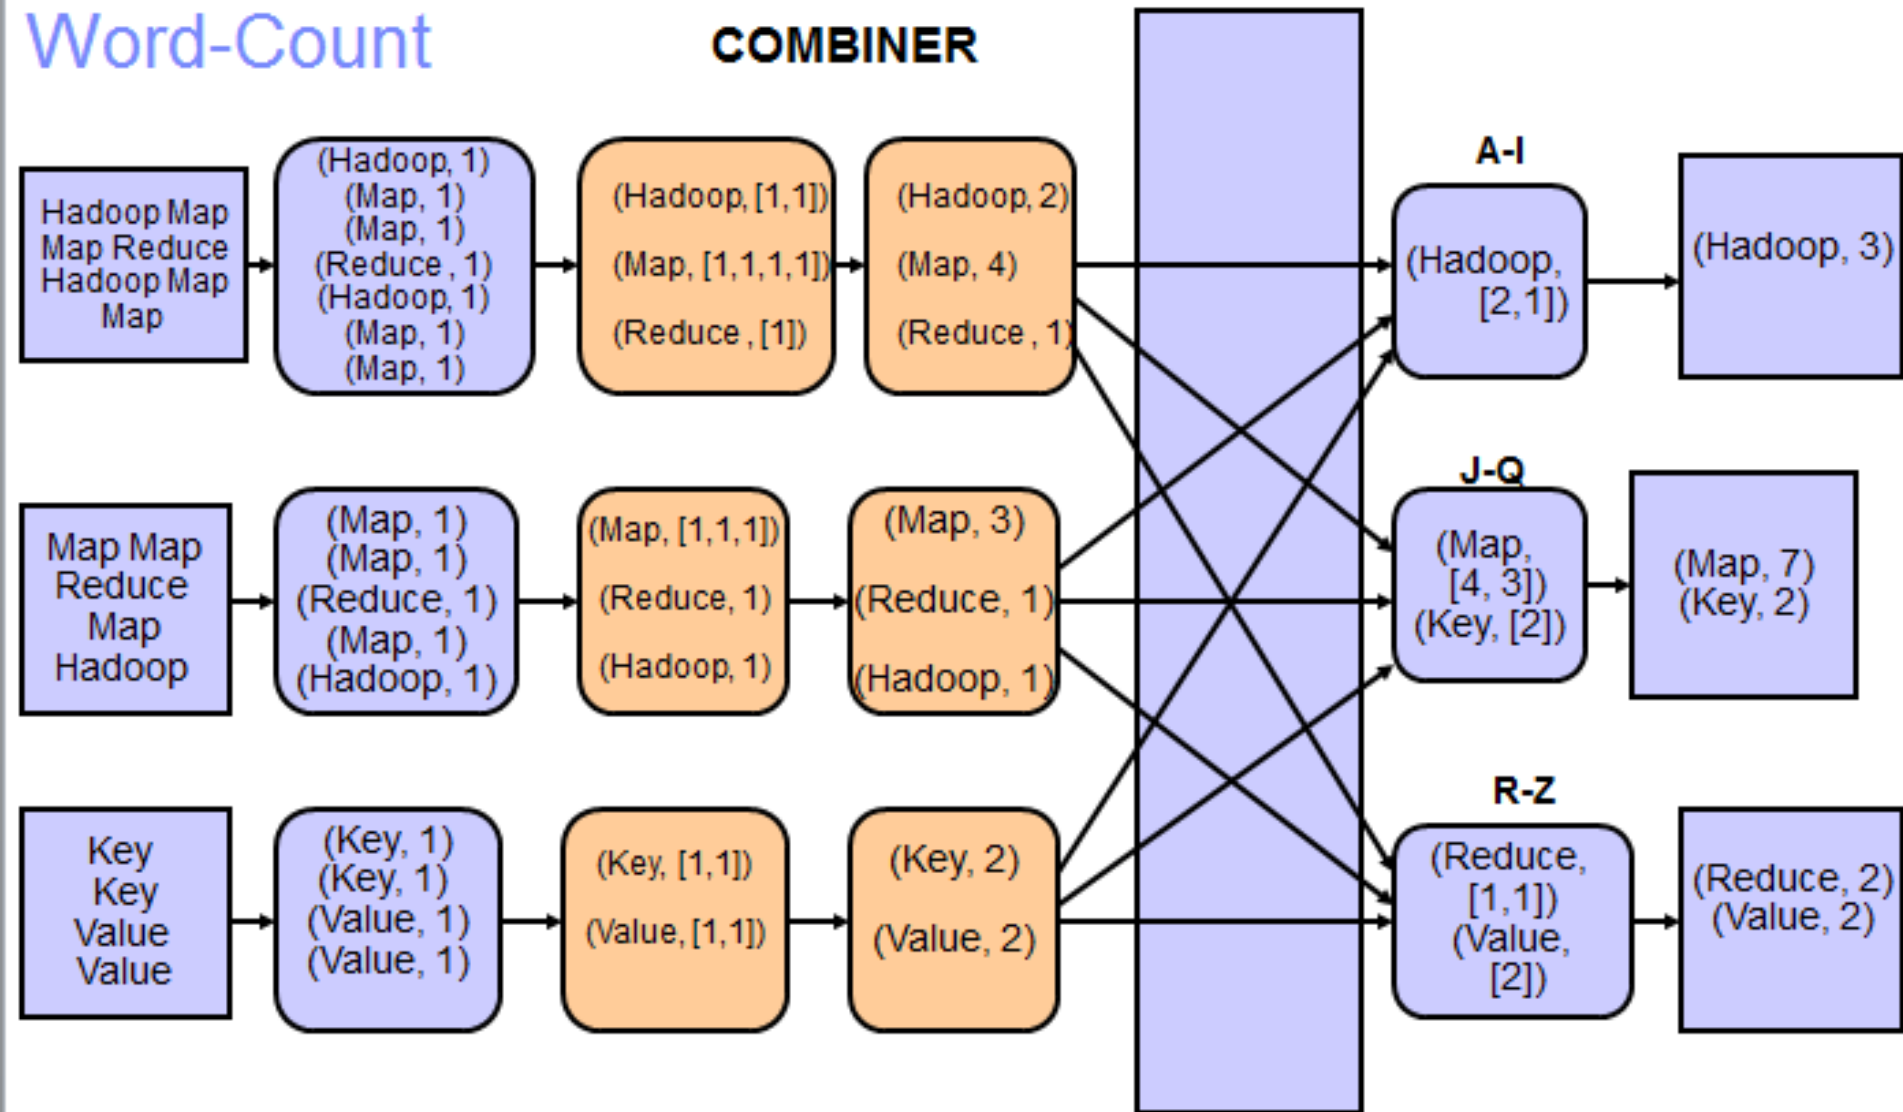 Word-Count
COMBINER
Hadoop Map
Map Reduce
Hadoop Map
Map
(Hadoop, 1)
(Map, 1)
(Map, 1)
(Reduce , 1)
(Hadoop, 1)
(Map, 1)
(Map, 1)
(Hadoop, [1,1])
(Map, [1,1,1,1])
(Reduce , [1])
(Hadoop, 2)
(Map, 4)
(Reduce , 1)
A-I
(Hadoop,
[2,1])
(Hadoop, 3)
Map Map
Reduce
Map
Hadoop
(Map, 1)
(Map, 1)
(Reduce, 1)
(Map, 1)
(Hadoop, 1)
(Map, [1,1,1])
(Reduce, 1)
(Hadoop, 1)
(Map, 3)
(Reduce, 1)
(Hadoop, 1)
J-Q
(Map,
[4, 3])
(Key, [2])
(Map, 7)
(Key, 2)
Key
Key
Value
Value
(Key, 1)
(Key, 1)
(Value, 1)
(Value, 1)
(Key, [1,1])
(Value, [1,1])
(Key, 2)
(Value, 2)
R-Z
(Reduce,
[1,1])
(Value,
[2])
(Reduce, 2)
(Value, 2)